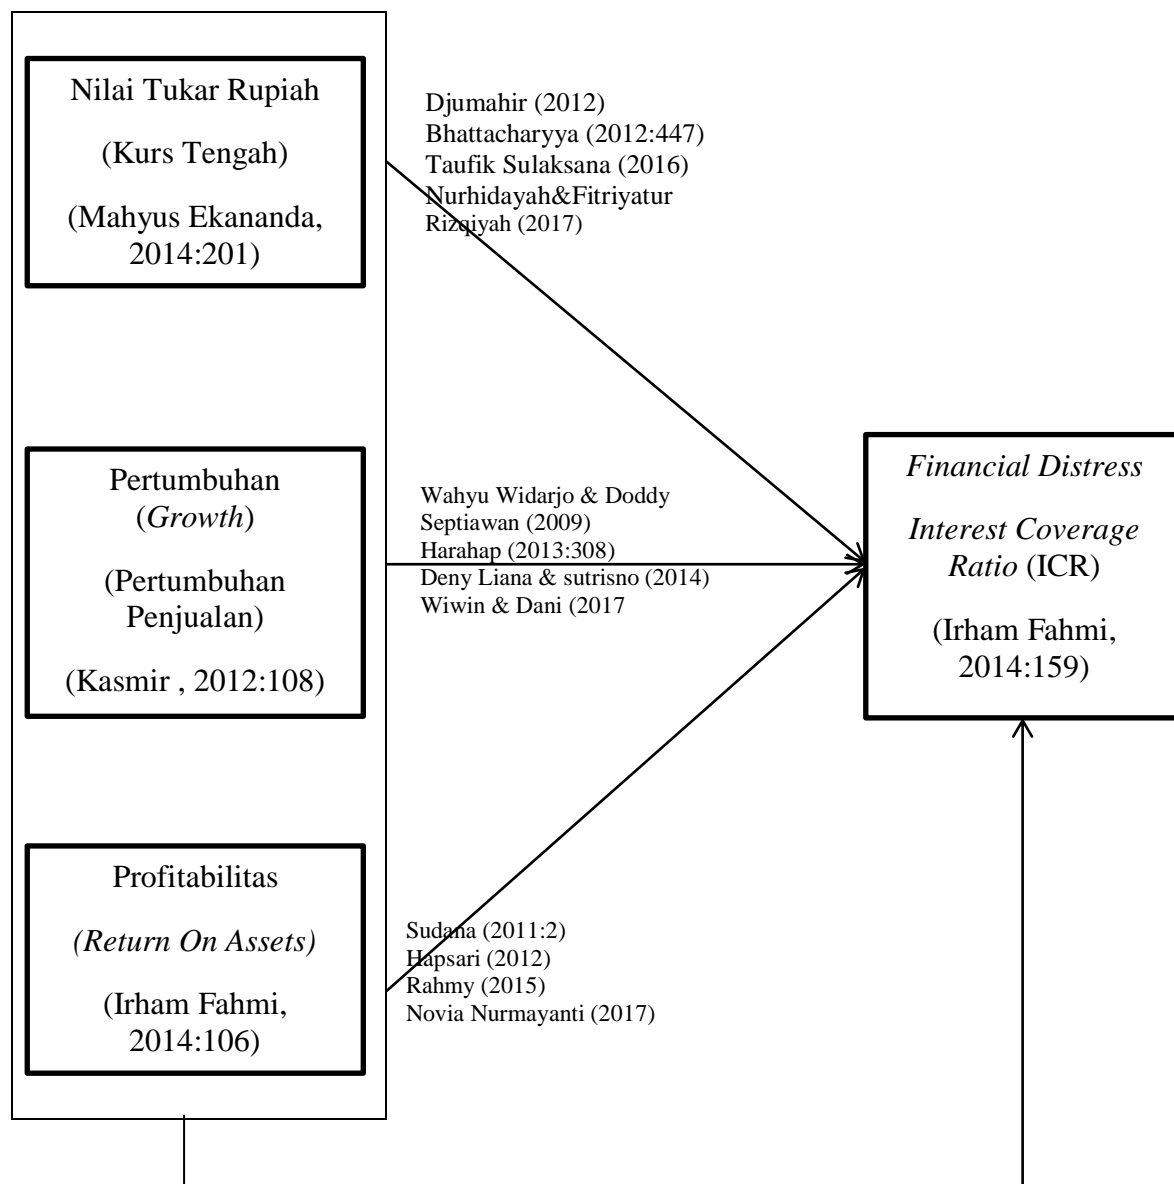 Nilai Tukar Rupiah
(Kurs Tengah)
(Mahyus Ekananda,
2014:201)
Djumahir (2012)
Bhattacharyya (2012:447)
Taufik Sulaksana (2016)
Nurhidayah&Fitriyatur
Rizqiyah (2017)
Pertumbuhan
(Growth)
(Pertumbuhan
Penjualan)
(Kasmir , 2012:108)
Wahyu Widarjo & Doddy
Septiawan (2009)
Harahap (2013:308)
Deny Liana & sutrisno (2014)
Wiwin & Dani (2017
Financial Distress
Interest Coverage
Ratio (ICR)
(Irham Fahmi,
2014:159)
Profitabilitas
(Return On Assets)
(Irham Fahmi,
2014:106)
Sudana (2011:2)
Hapsari (2012)
Rahmy (2015)
Novia Nurmayanti (2017)